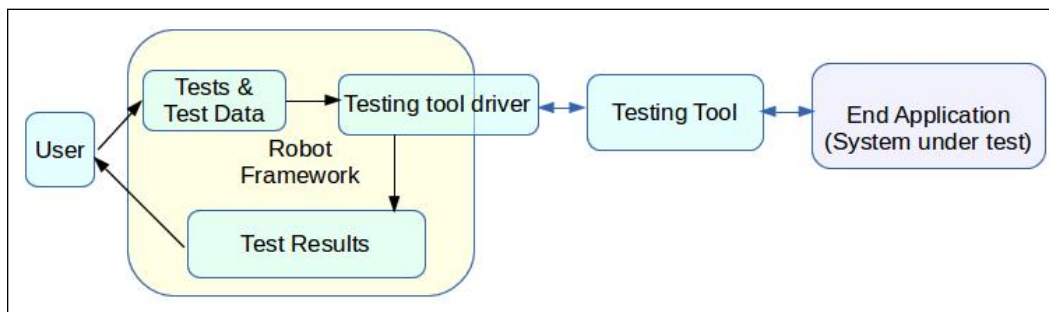 User
Tests &
Test Data
Testing tool driver
Robot
Framework
Test Results
Testing Tool
End Application
(System under test)